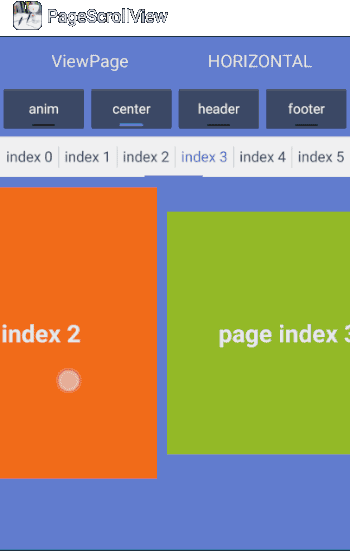 PageScrollView
ViewPage HORIZONTAL
anim center header footer
index 0 index 1 index 2 index 3 index 4 index 5
index 2 page index 3